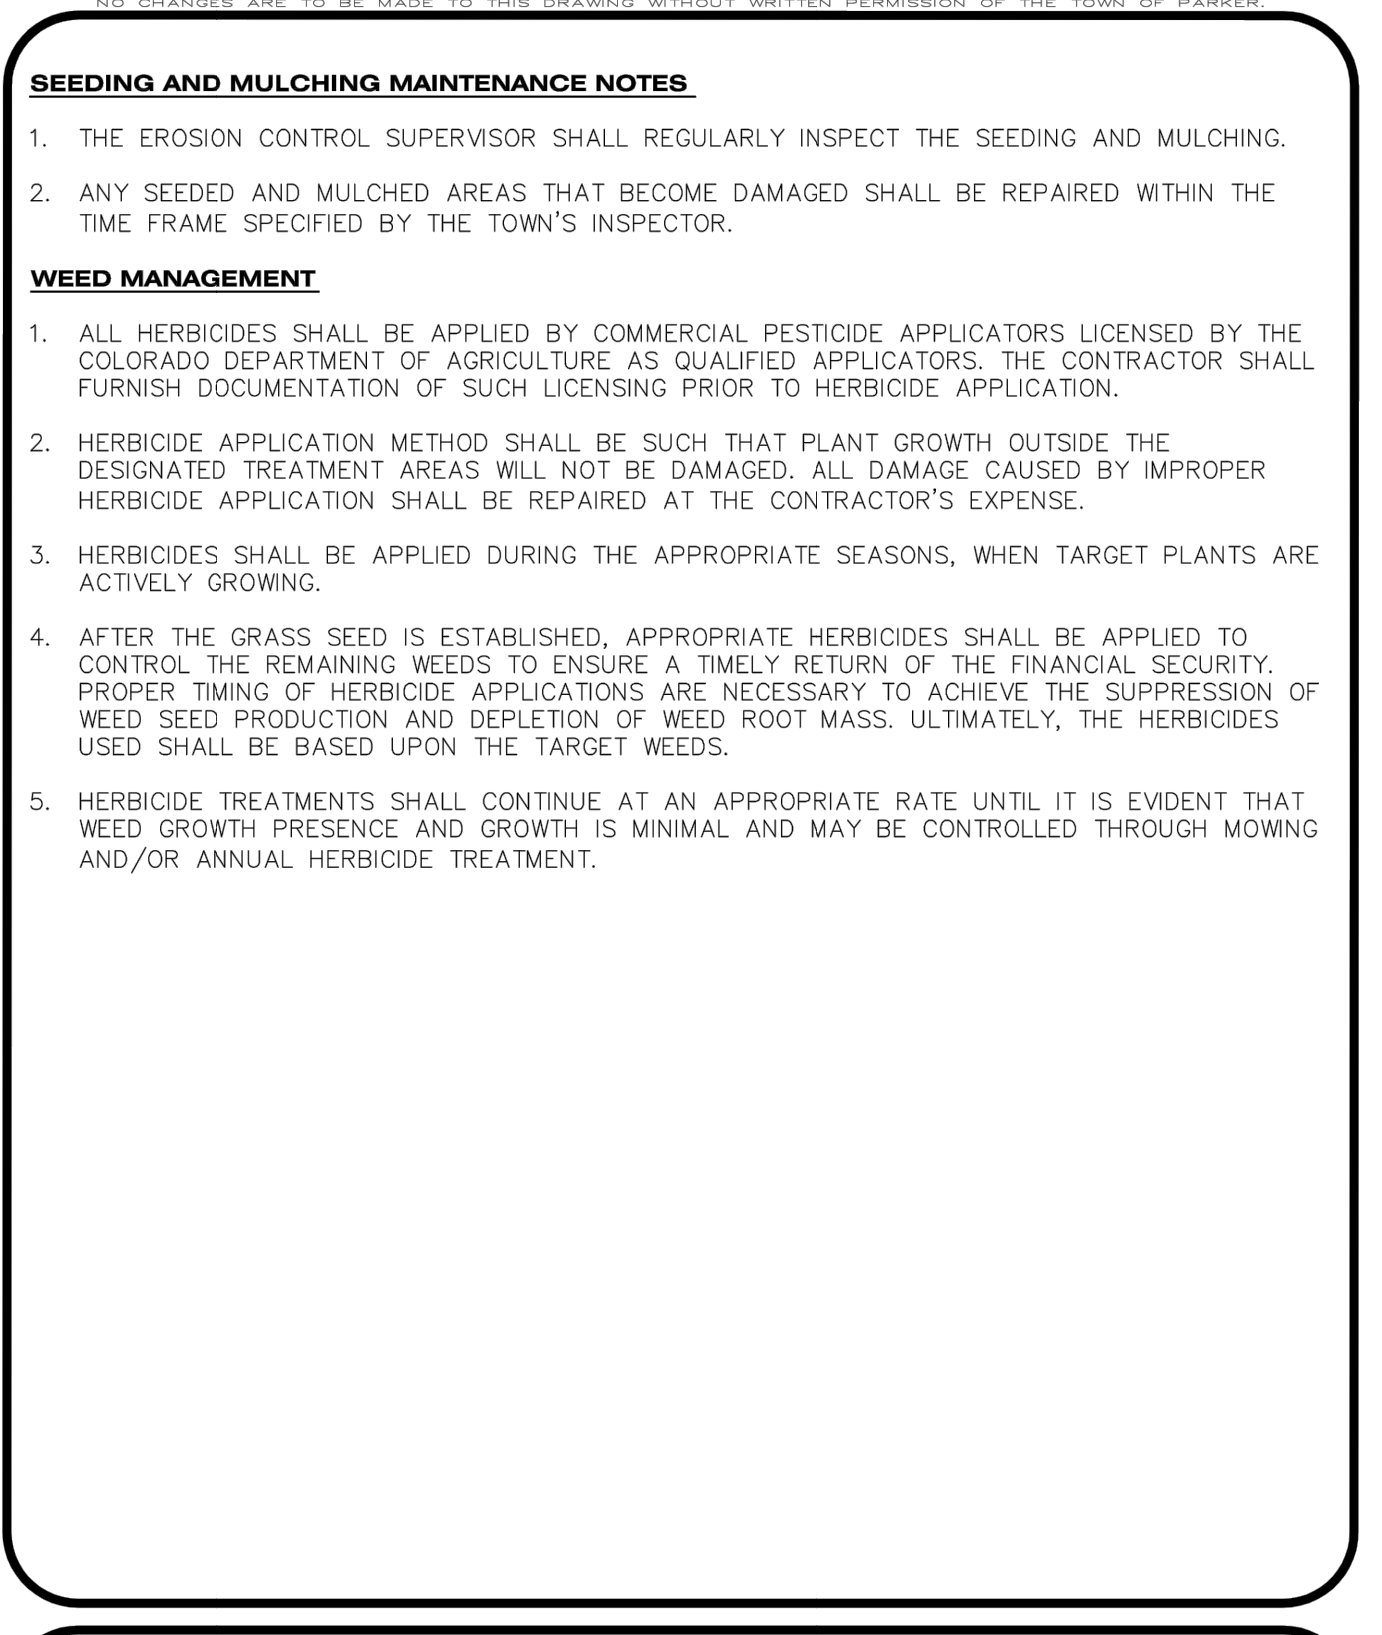 NO CHANGES ARE TO BE MADE TO THIS DRAWING WITHOUT WRITTEN PERMISSION OF THE TOWN OF PARKER.
SEEDING AND MULCHING MAINTENANCE NOTES
1. THE EROSION CONTROL SUPERVISOR SHALL REGULARLY INSPECT THE SEEDING AND MULCHING.
2. ANY SEEDED AND MULCHED AREAS THAT BECOME DAMAGED SHALL BE REPAIRED WITHIN THE
TIME FRAME SPECIFIED BY THE TOWN'S INSPECTOR.
WEED MANAGEMENT
1. ALL HERBICIDES SHALL BE APPLIED BY COMMERCIAL PESTICIDE APPLICATORS LICENSED BY THE
COLORADO DEPARTMENT OF AGRICULTURE AS QUALIFIED APPLICATORS. THE CONTRACTOR SHALL
FURNISH DOCUMENTATION OF SUCH LICENSING PRIOR TO HERBICIDE APPLICATION.
2. HERBICIDE APPLICATION METHOD SHALL BE SUCH THAT PLANT GROWTH OUTSIDE THE
DESIGNATED TREATMENT AREAS WILL NOT BE DAMAGED. ALL DAMAGE CAUSED BY IMPROPER
HERBICIDE APPLICATION SHALL BE REPAIRED AT THE CONTRACTOR'S EXPENSE.
3. HERBICIDES SHALL BE APPLIED DURING THE APPROPRIATE SEASONS, WHEN TARGET PLANTS ARE
ACTIVELY GROWING.
4. AFTER THE GRASS SEED IS ESTABLISHED, APPROPRIATE HERBICIDES SHALL BE APPLIED TO
CONTROL THE REMAINING WEEDS TO ENSURE A TIMELY RETURN OF THE FINANCIAL SECURITY.
PROPER TIMING OF HERBICIDE APPLICATIONS ARE NECESSARY TO ACHIEVE THE SUPPRESSION OF
WEED SEED PRODUCTION AND DEPLETION OF WEED ROOT MASS. ULTIMATELY, THE HERBICIDES
USED SHALL BE BASED UPON THE TARGET WEEDS.
5. HERBICIDE TREATMENTS SHALL CONTINUE AT AN APPROPRIATE RATE UNTIL IT IS EVIDENT THAT
WEED GROWTH PRESENCE AND GROWTH IS MINIMAL AND MAY BE CONTROLLED THROUGH MOWING
AND/OR ANNUAL HERBICIDE TREATMENT.